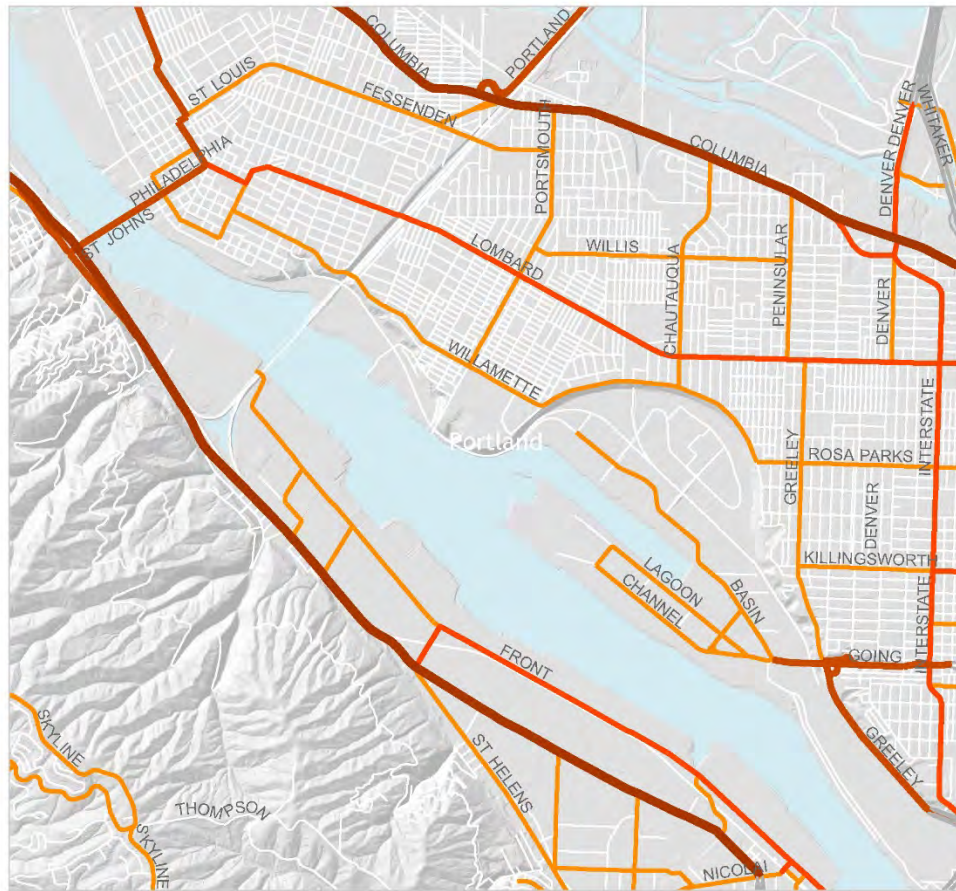 COLUMBIA
PORTLAND
ST LOUIS
FESSENDEN
PORTSMOUTH
WHITAKER
DENVER
DENVER
COLUMBIA
PHILADELPHIA
ST JOHNS
DENVER
LOMBARD
WILLIS
CHAUTAUQUA
PENINSULAR
DENVER
WILLAMETTE
Portland
GREELEY
ROSA PARKS
INTERSTATE
DENVER
KILLINGSWORTH
LAGOON
CHANNEL
BASIN
INTERSTATE
GOING
FRONT
GREELEY
SKYLINE
ST HELENS
THOMPSON
SKYLINE
NICOLAI